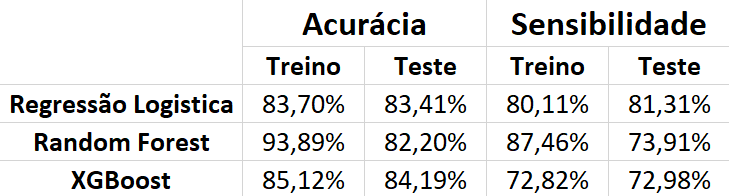 Acurácia Sensibilidade
Treino Teste Treino Teste
Regressão Logistica 83,70% 83,41% 80,11% 81,31%
Random Forest 93,89% 82,20% 87,46% 73,91%
XGBoost 85,12% 84,19% 72,82% 72,98%